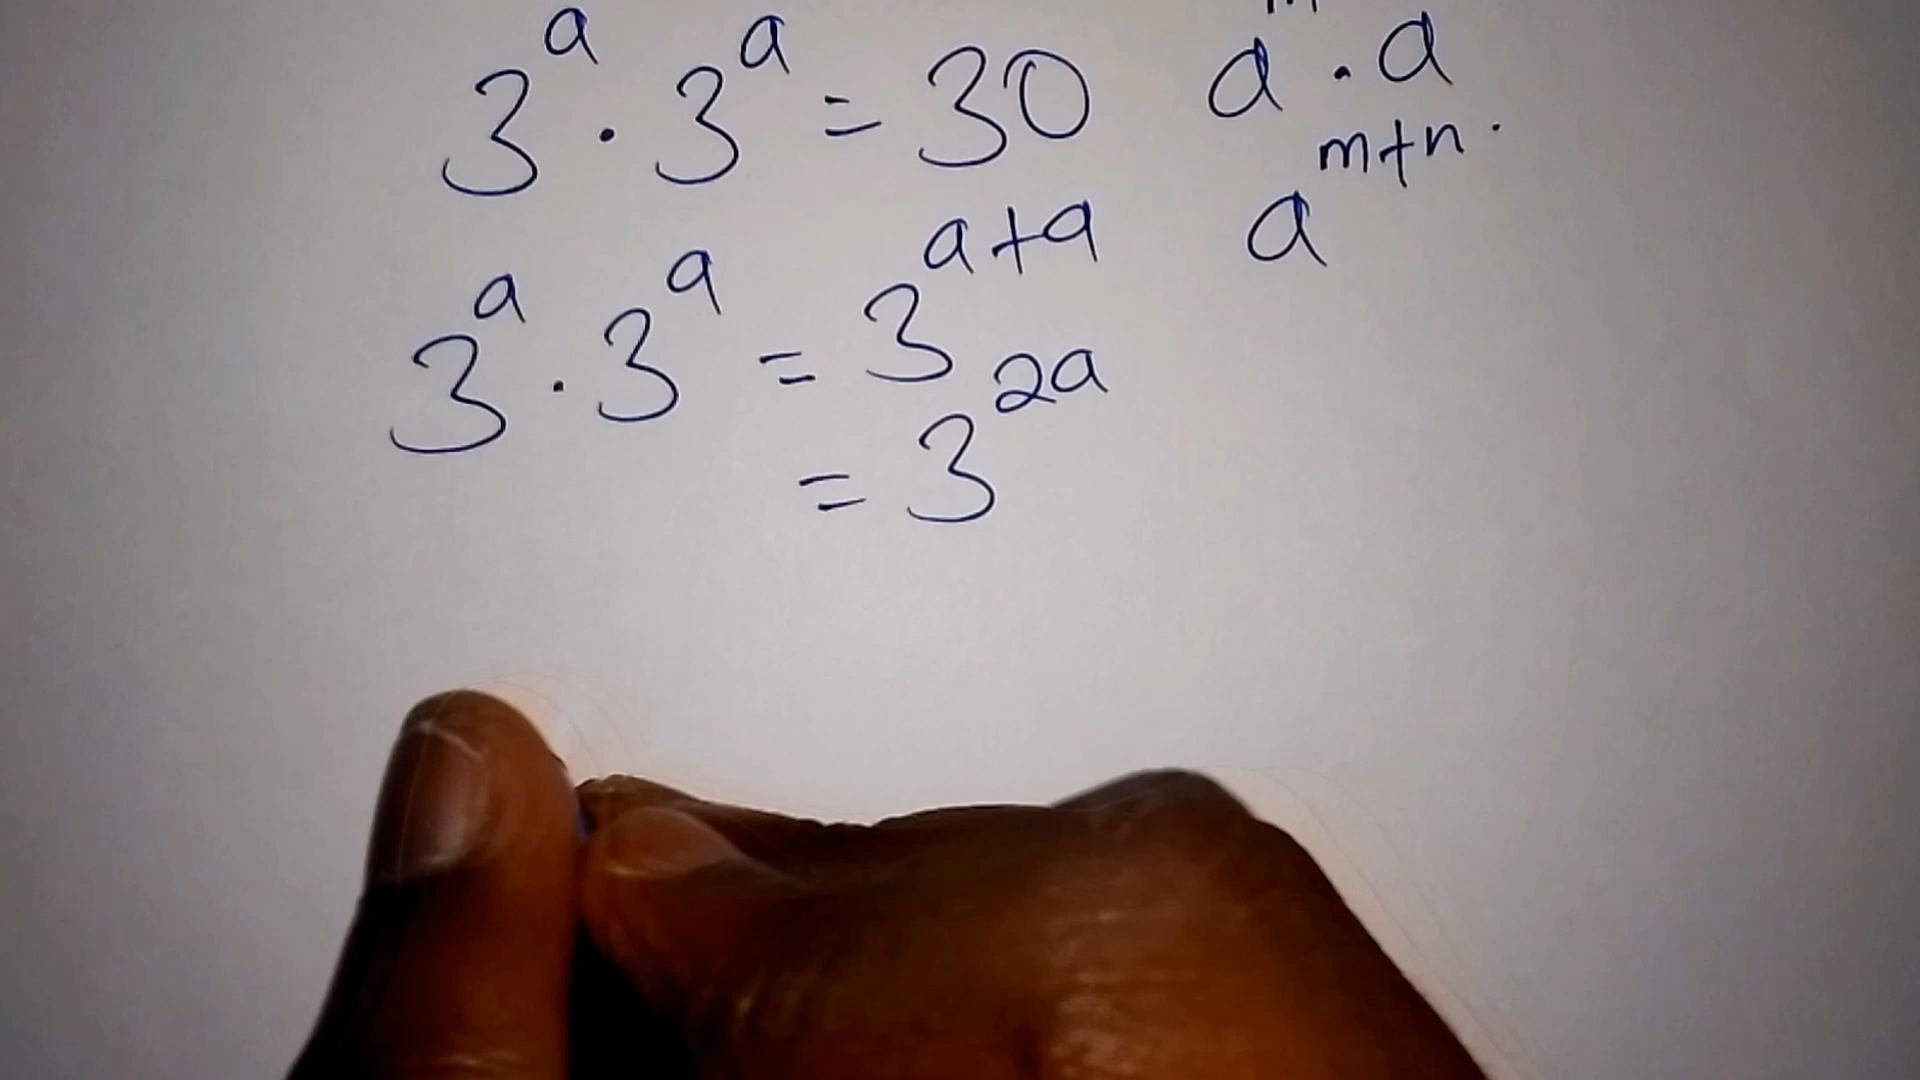 3^a · 3^a = 30
a · a
m+n
a
3^a · 3^a = 3^(a+a)
= 3^(2a)